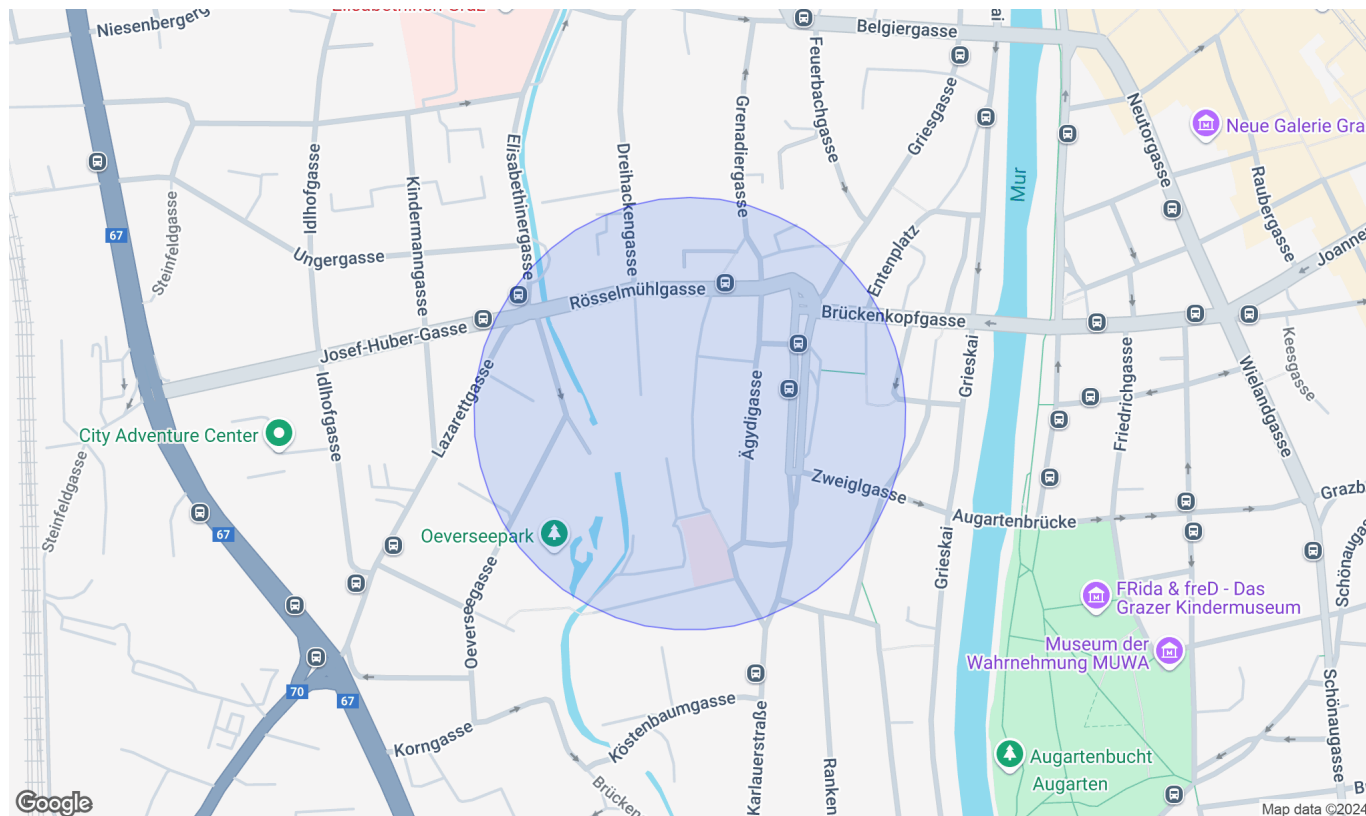 Elisabethinen Graz
Niesenbergerg
Belgiergasse
Feuerbachgasse
Griesgasse
Grenadiergasse
Neutorgasse
Neue Galerie Gra
Raubergasse
Joanne
Mur
Elisabethinergasse
Dreihackengasse
Idlhofgasse
Kindermanngasse
Steinfeldgasse
67
Ungergasse
Entenplatz
Rösselmühlgasse
Brückenkopfgasse
Josef-Huber-Gasse
Grieskai
Friedrichgasse
Keesgasse
Wielandgasse
Idlhofgasse
Lazarettgasse
Ägydigasse
City Adventure Center
Steinfeldgasse
Zweiglgasse
Augartenbrücke
Grazb
Schönaug
67
Oeverseepark
Oeverseegasse
Grieskai
FRida & freD - Das
Grazer Kindermuseum
Museum der
Wahrnehmung MUWA
70
67
Korngasse
Köstenbaumgasse
Karlauerstraße
Ranken
Schönaugasse
Augartenbucht
Augarten
Brücken
Google
Map data ©2024